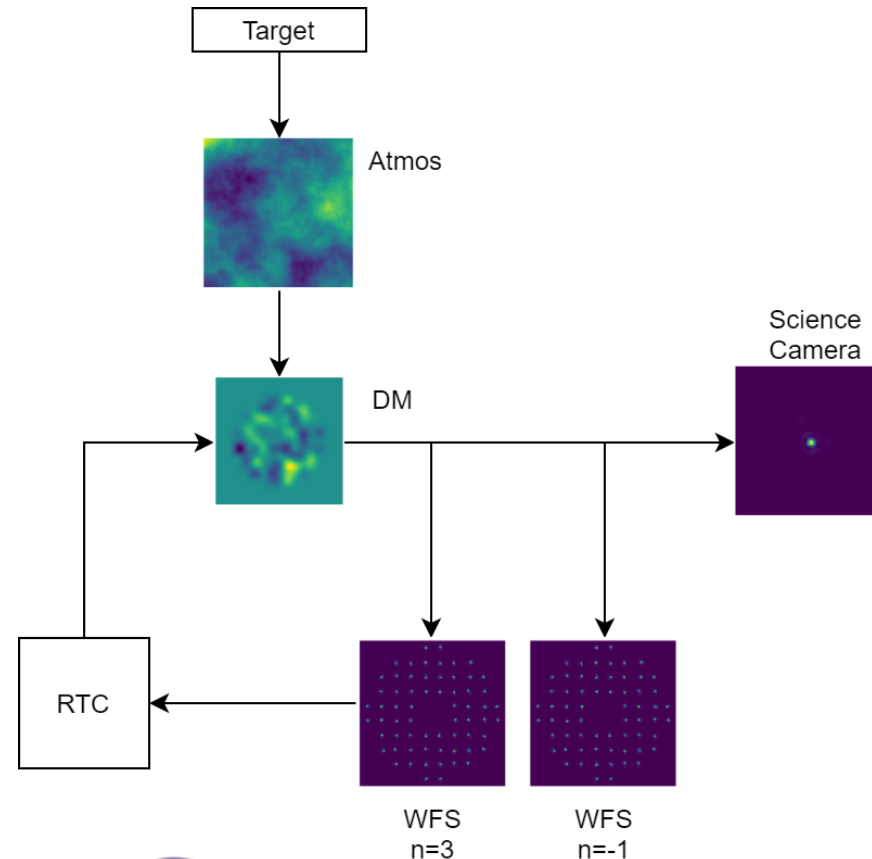 Target
Atmos
Science
Camera
DM
RTC
WFS
n=3
WFS
n=-1